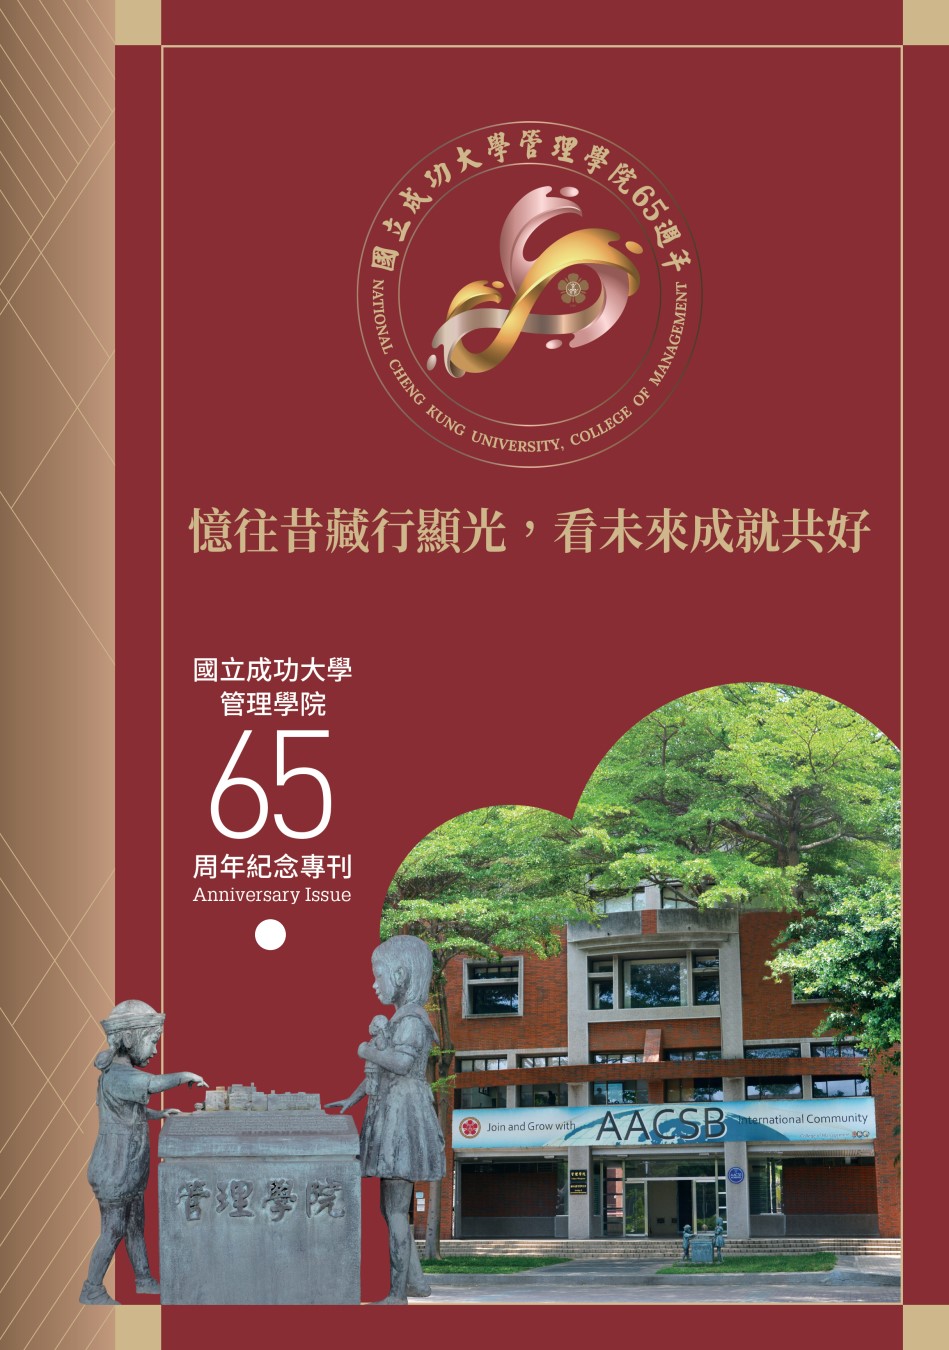 國立成功大學管理學院65週年
NATIONAL CHENG KUNG UNIVERSITY, COLLEGE OF MANAGEMENT
憶往昔藏行顯光，看未來成就共好
國立成功大學
管理學院
65
周年紀念專刊
Anniversary Issue
Join and Grow with AACSB International Community
管理學院